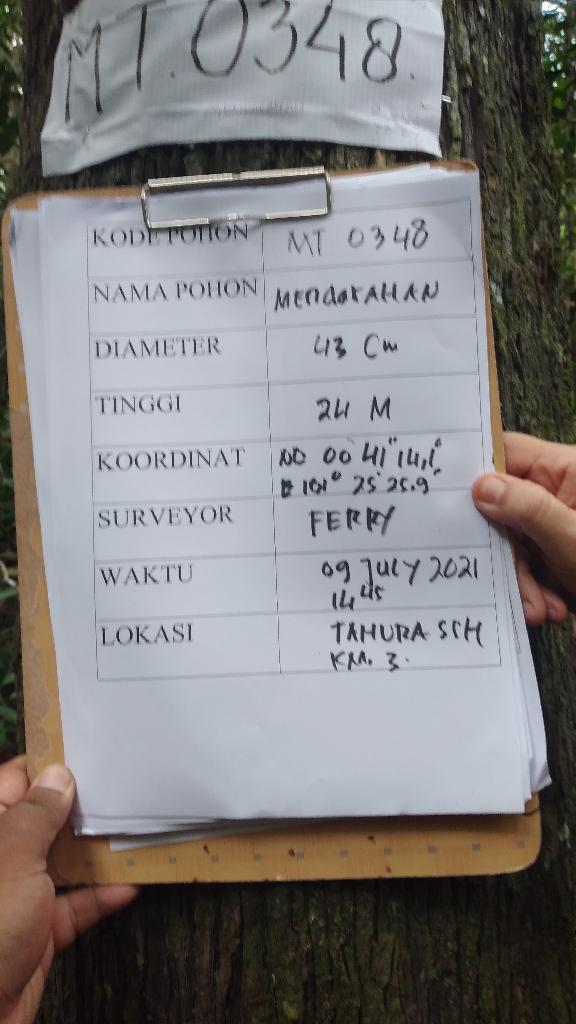 MT.0348.
KODE POHON MT 0348
NAMA POHON MENDARAHAN
DIAMETER 43 Cm
TINGGI 24 M
KOORDINAT N0 00 41" 14,1"
E 101° 25' 25.9"
SURVEYOR FERRY
WAKTU 09 JULY 2021
14 45
LOKASI TAHURA SSH
KM. 3.